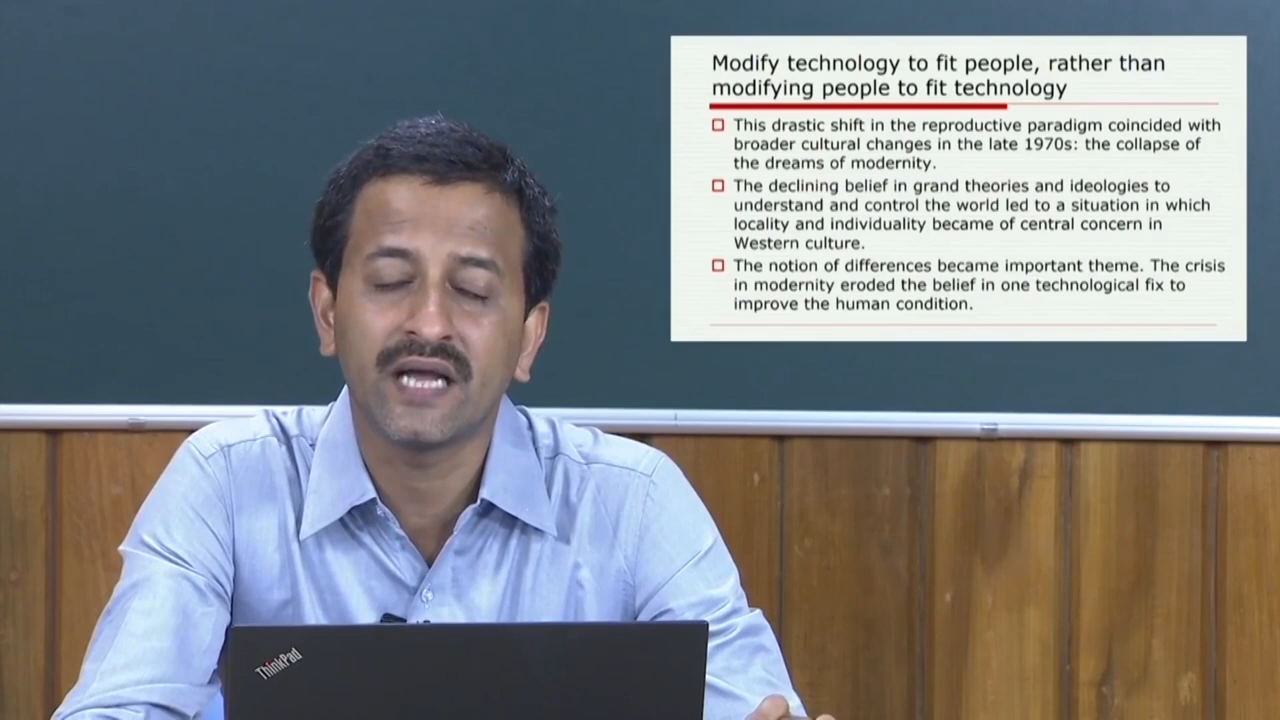 Modify technology to fit people, rather than
modifying people to fit technology
This drastic shift in the reproductive paradigm coincided with
broader cultural changes in the late 1970s: the collapse of
the dreams of modernity.
The declining belief in grand theories and ideologies to
understand and control the world led to a situation in which
locality and individuality became of central concern in
Western culture.
The notion of differences became important theme. The crisis
in modernity eroded the belief in one technological fix to
improve the human condition.
ThinkPad